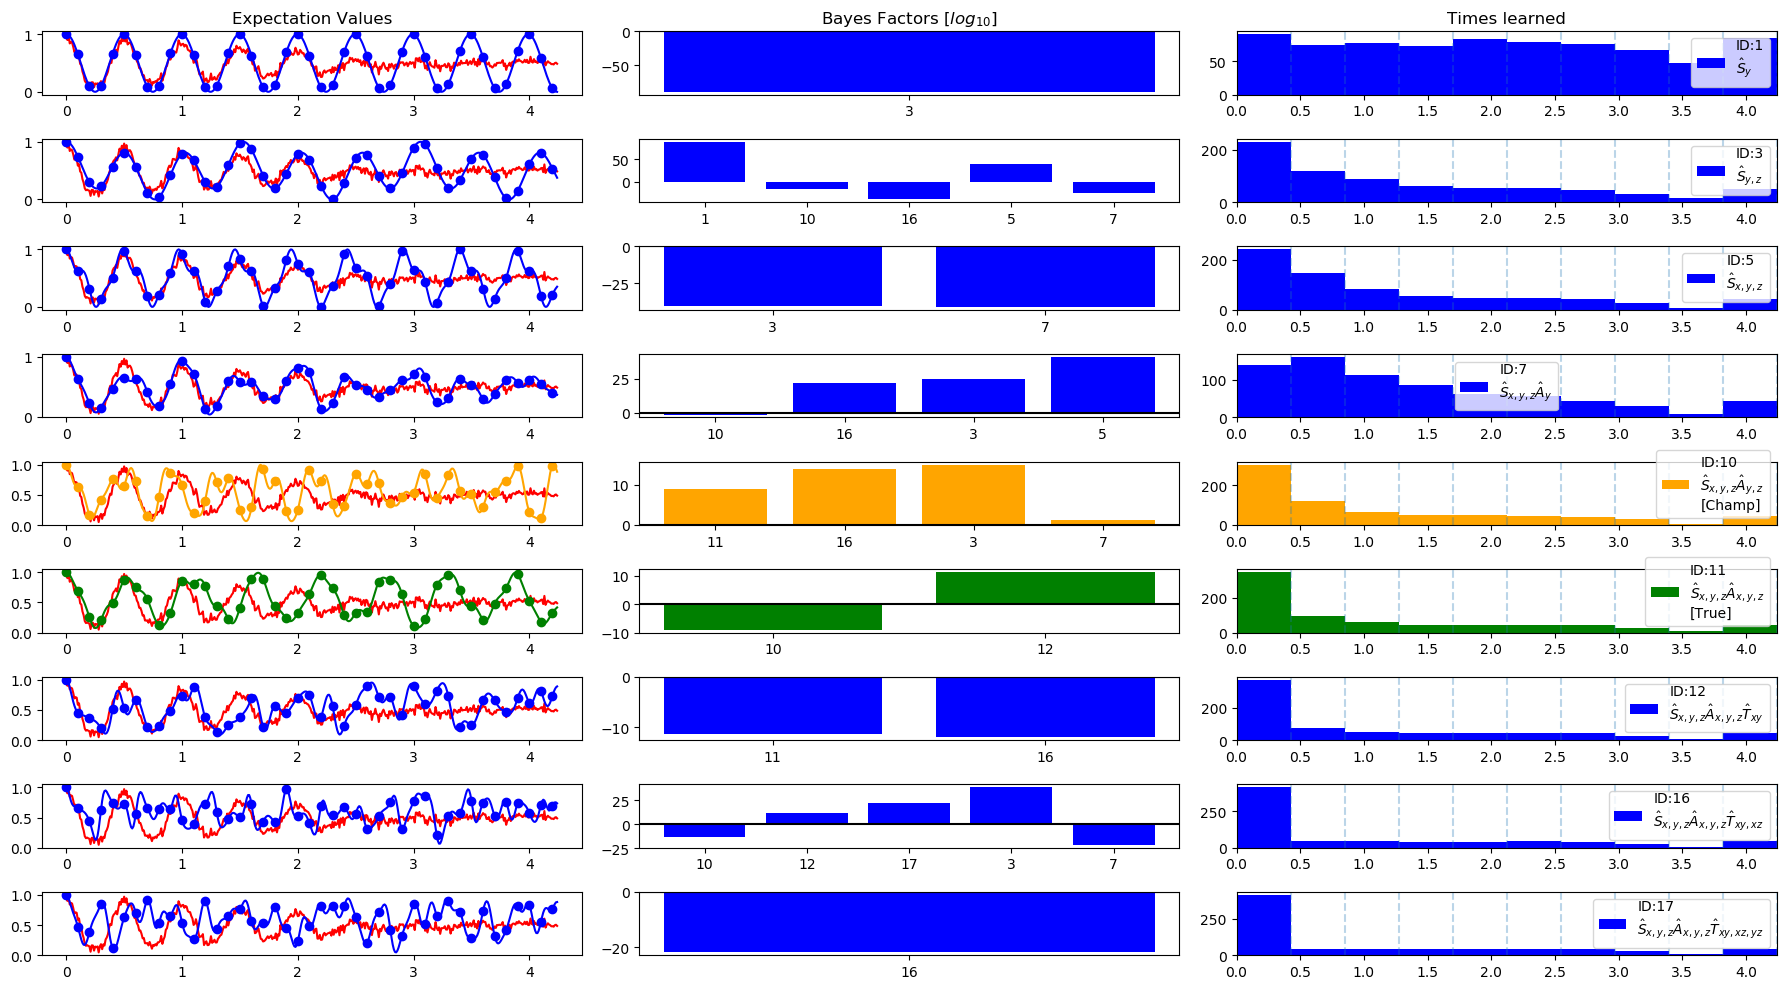 Expectation Values Bayes Factors [log₁₀] Times learned
1
0
0 1 2 3 4
0
−50
3
50
0
0.0 0.5 1.0 1.5 2.0 2.5 3.0 3.5 4.0
ID:1
Ŝ_y
1
0
0 1 2 3 4
50
0
1 10 16 5 7
200
0
0.0 0.5 1.0 1.5 2.0 2.5 3.0 3.5 4.0
ID:3
Ŝ_{y,z}
1
0
0 1 2 3 4
0
−25
3 7
200
0
0.0 0.5 1.0 1.5 2.0 2.5 3.0 3.5 4.0
ID:5
Ŝ_{x,y,z}
1
0
0 1 2 3 4
25
0
10 16 3 5
100
0
0.0 0.5 1.0 1.5 2.0 2.5 3.0 3.5 4.0
ID:7
Ŝ_{x,y,z}Â_y
1.0
0.5
0.0
0 1 2 3 4
10
0
11 16 3 7
200
0
0.0 0.5 1.0 1.5 2.0 2.5 3.0 3.5 4.0
ID:10
Ŝ_{x,y,z}Â_{y,z}
[Champ]
1.0
0.5
0.0
0 1 2 3 4
10
0
−10
10 12
200
0
0.0 0.5 1.0 1.5 2.0 2.5 3.0 3.5 4.0
ID:11
Ŝ_{x,y,z}Â_{x,y,z}
[True]
1.0
0.5
0.0
0 1 2 3 4
0
−10
11 16
200
0
0.0 0.5 1.0 1.5 2.0 2.5 3.0 3.5 4.0
ID:12
Ŝ_{x,y,z}Â_{x,y,z}T̂_{xy}
1.0
0.5
0.0
0 1 2 3 4
25
0
−25
10 12 17 3 7
250
0
0.0 0.5 1.0 1.5 2.0 2.5 3.0 3.5 4.0
ID:16
Ŝ_{x,y,z}Â_{x,y,z}T̂_{xy,xz}
1.0
0.5
0.0
0 1 2 3 4
0
−20
16
250
0
0.0 0.5 1.0 1.5 2.0 2.5 3.0 3.5 4.0
ID:17
Ŝ_{x,y,z}Â_{x,y,z}T̂_{xy,xz,yz}